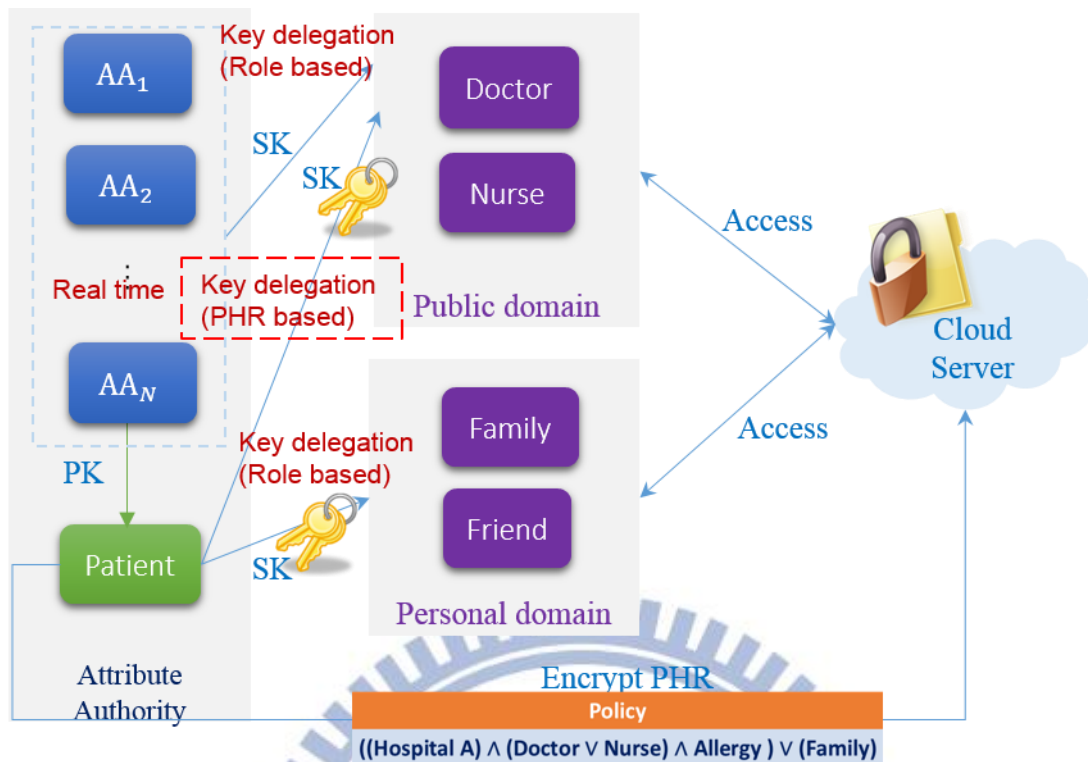 AA1
Key delegation
(Role based)
Doctor
SK
SK
AA2
Nurse
Access
⋮
Real time
Key delegation
(PHR based)
Public domain
Cloud
Server
AAN
Family
Key delegation
(Role based)
Access
PK
Friend
Patient
SK
Personal domain
Attribute
Authority
Encrypt PHR
Policy
((Hospital A) ∧ (Doctor ∨ Nurse) ∧ Allergy ) ∨ (Family)